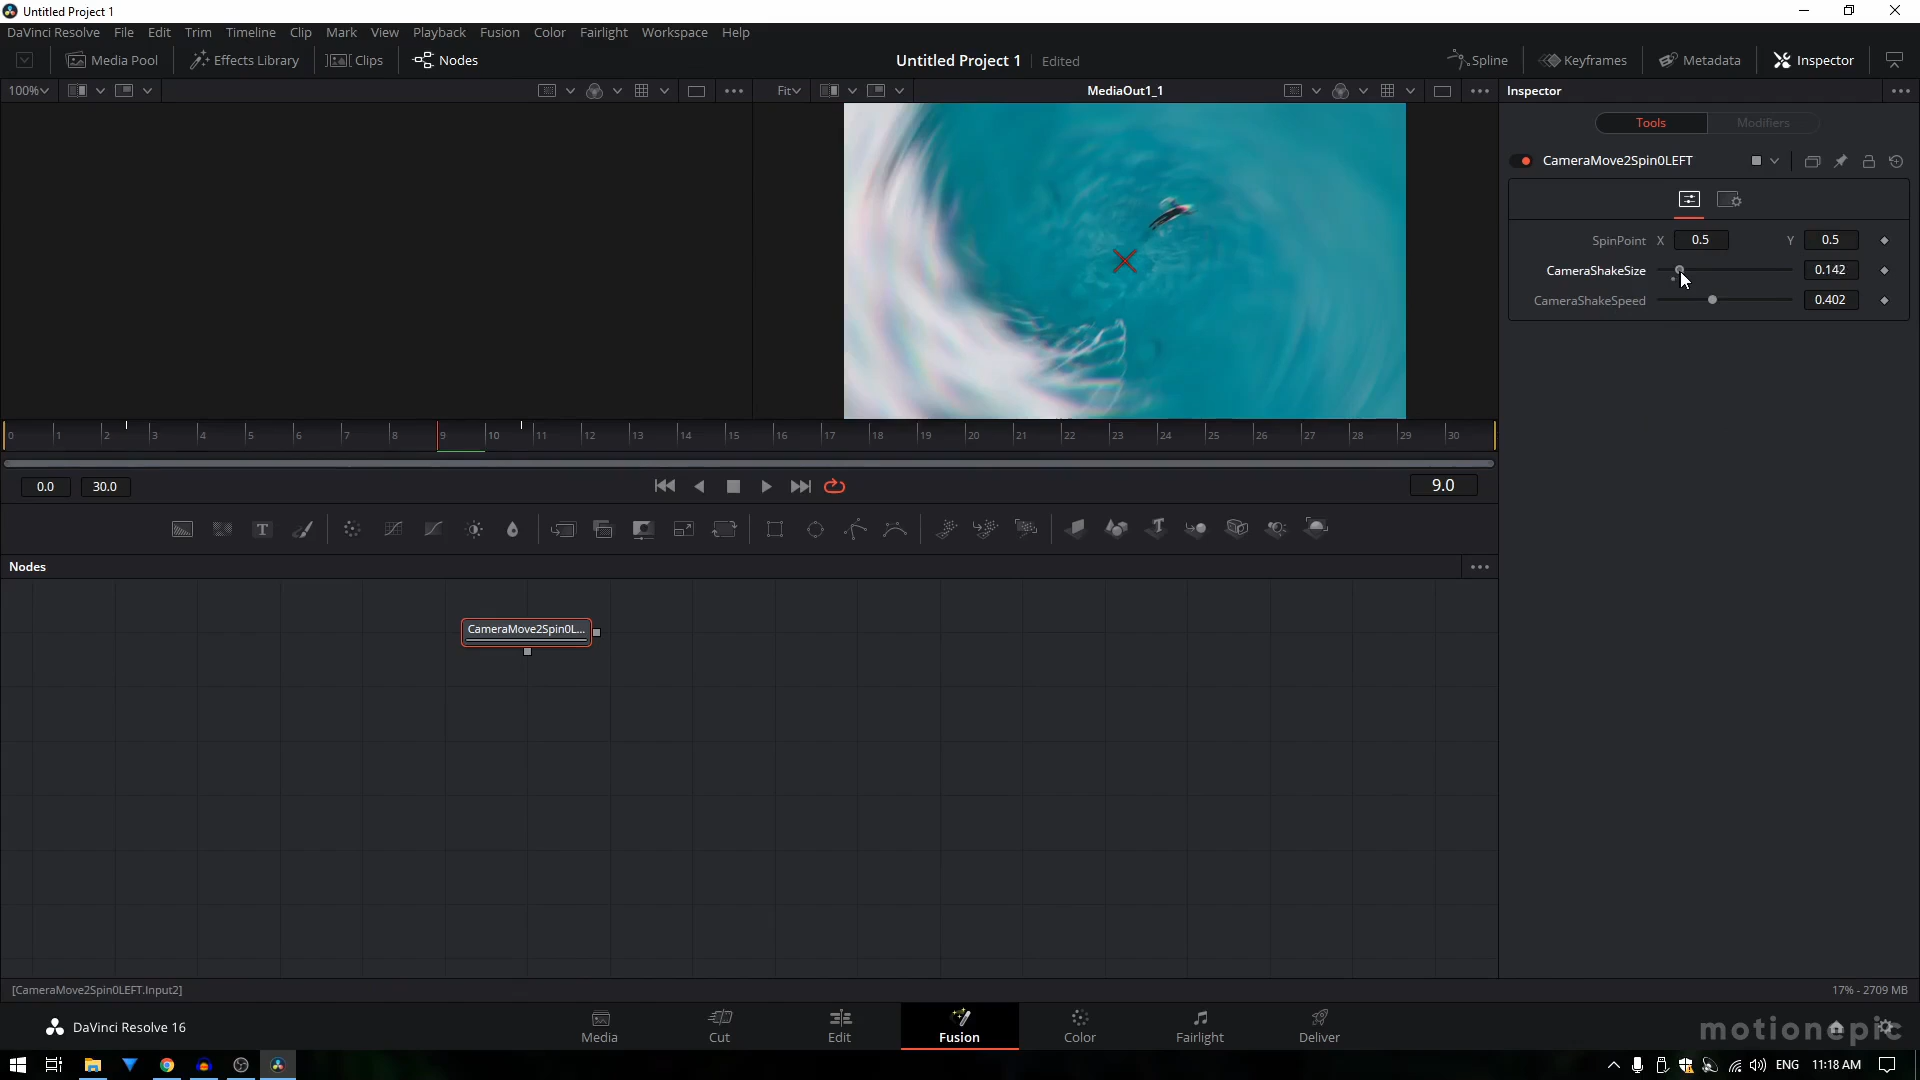 Untitled Project 1
DaVinci Resolve File Edit Trim Timeline Clip Mark View Playback Fusion Color Fairlight Workspace Help
Media Pool Effects Library Clips Nodes Untitled Project 1 Edited Spline Keyframes Metadata Inspector
100% Fit MediaOut1_1 Inspector
Tools Modifiers
CameraMove2Spin0LEFT
SpinPoint X 0.5 Y 0.5
CameraShakeSize 0.142
CameraShakeSpeed 0.402
0 1 2 3 4 5 6 7 8 9 10 11 12 13 14 15 16 17 18 19 20 21 22 23 24 25 26 27 28 29 30
0.0 30.0 9.0
Nodes
CameraMove2Spin0L...
[CameraMove2Spin0LEFT.Input2] 17% - 2709 MB
DaVinci Resolve 16 Media Cut Edit Fusion Color Fairlight Deliver motionepic
ENG 11:18 AM